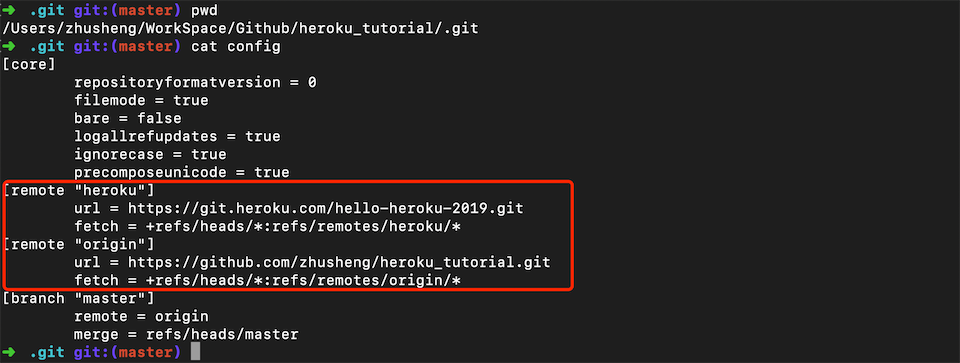 ➜ .git git:(master) pwd
/Users/zhusheng/WorkSpace/Github/heroku_tutorial/.git
➜ .git git:(master) cat config
[core]
repositoryformatversion = 0
filemode = true
bare = false
logallrefupdates = true
ignorecase = true
precomposeunicode = true
[remote "heroku"]
url = https://git.heroku.com/hello-heroku-2019.git
fetch = +refs/heads/*:refs/remotes/heroku/*
[remote "origin"]
url = https://github.com/zhusheng/heroku_tutorial.git
fetch = +refs/heads/*:refs/remotes/origin/*
[branch "master"]
remote = origin
merge = refs/heads/master
➜ .git git:(master)